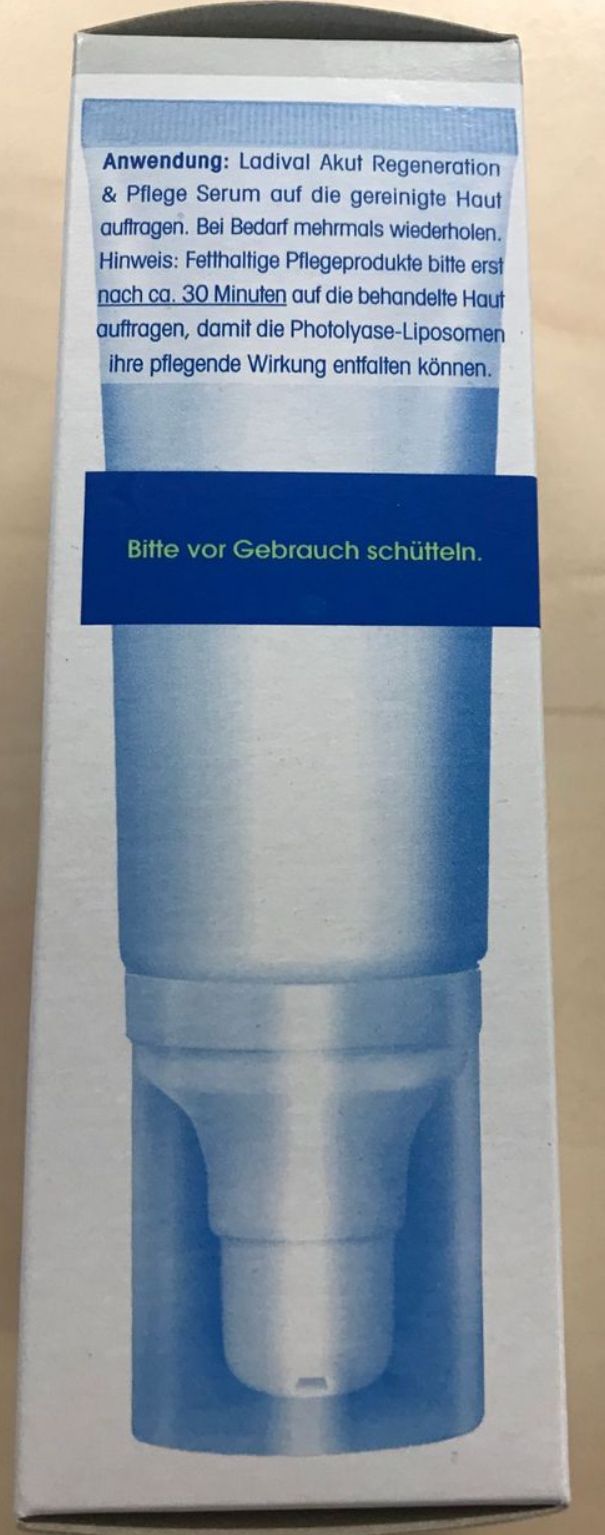 Anwendung: Ladival Akut Regeneration
& Pflege Serum auf die gereinigte Haut
auftragen. Bei Bedarf mehrmals wiederholen.
Hinweis: Fetthaltige Pflegeprodukte bitte erst
nach ca. 30 Minuten auf die behandelte Haut
auftragen, damit die Photolyase-Liposomen
ihre pflegende Wirkung entfalten können.
Bitte vor Gebrauch schütteln.